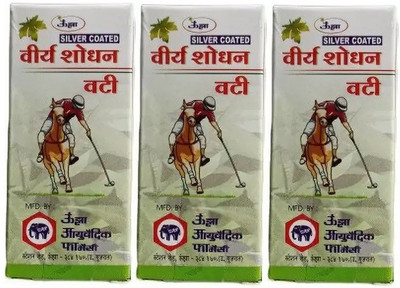 ऊंझा
SILVER COATED
वीर्य शोधन
वटी
MFD. BY
ऊंझा
आयुर्वेदिक
फार्मसी
ऊंझा
SILVER COATED
वीर्य शोधन
वटी
MFD. BY
ऊंझा
आयुर्वेदिक
फार्मसी
ऊंझा
SILVER COATED
वीर्य शोधन
वटी
MFD. BY
ऊंझा
आयुर्वेदिक
फार्मसी